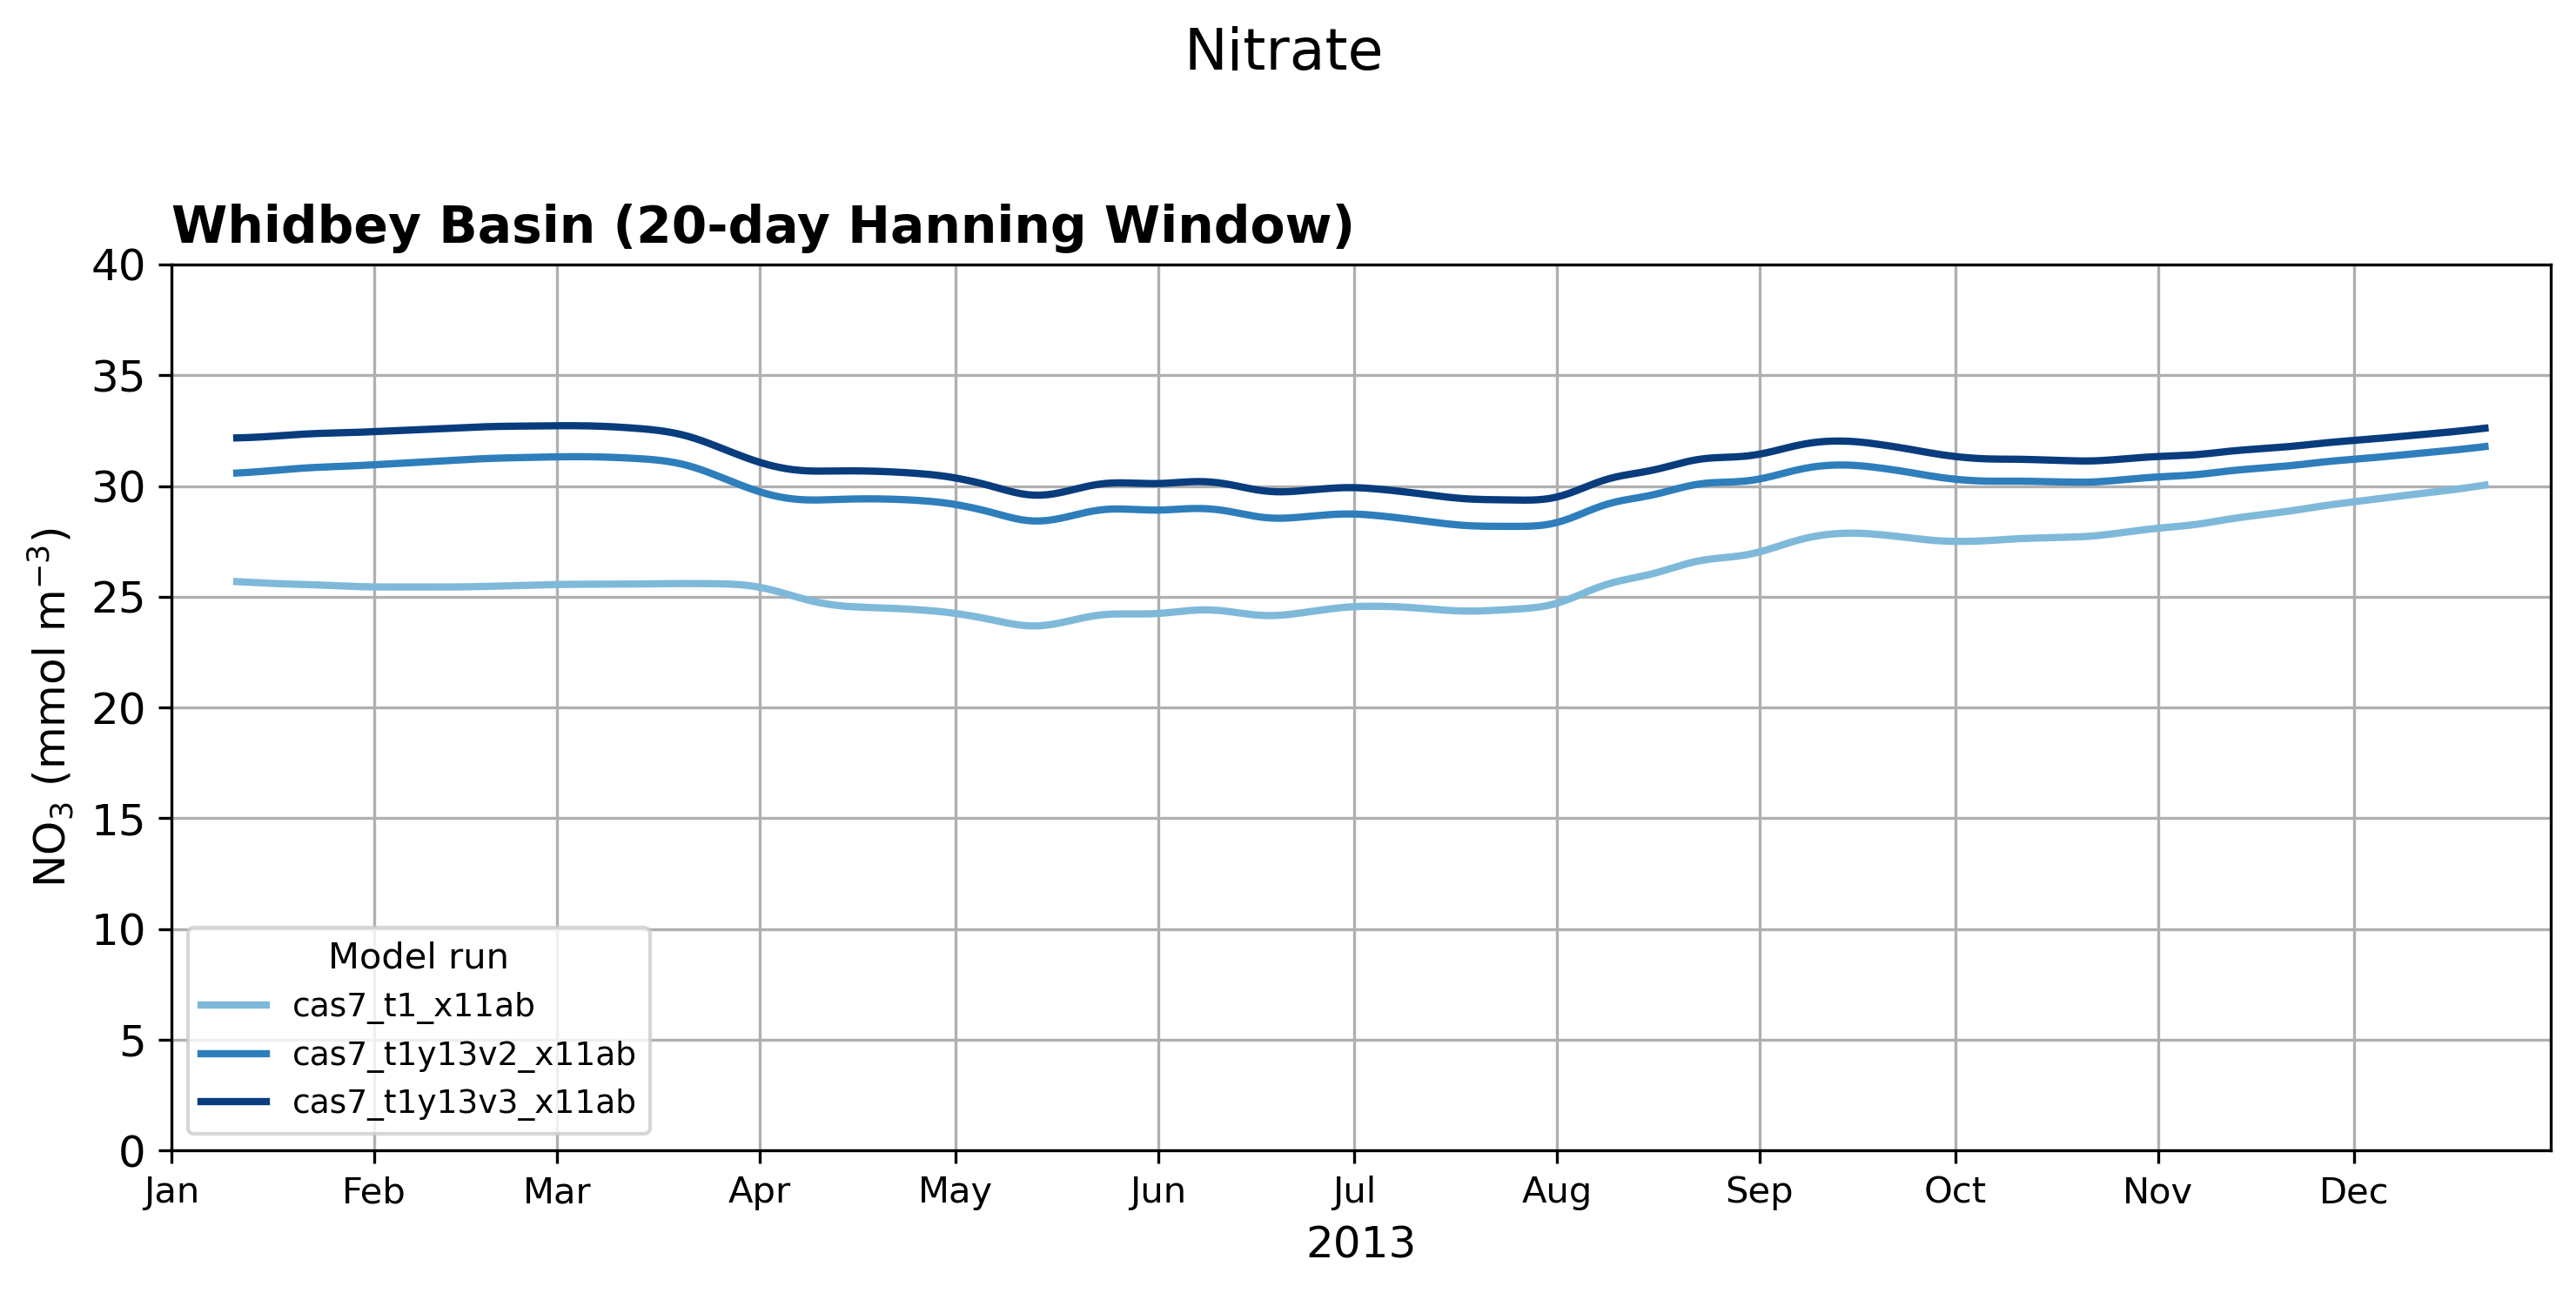 Nitrate
Whidbey Basin (20-day Hanning Window)
40
35
30
25
20
15
10
5
0
NO₃ (mmol m⁻³)
Model run
cas7_t1_x11ab
cas7_t1y13v2_x11ab
cas7_t1y13v3_x11ab
Jan Feb Mar Apr May Jun Jul Aug Sep Oct Nov Dec
2013